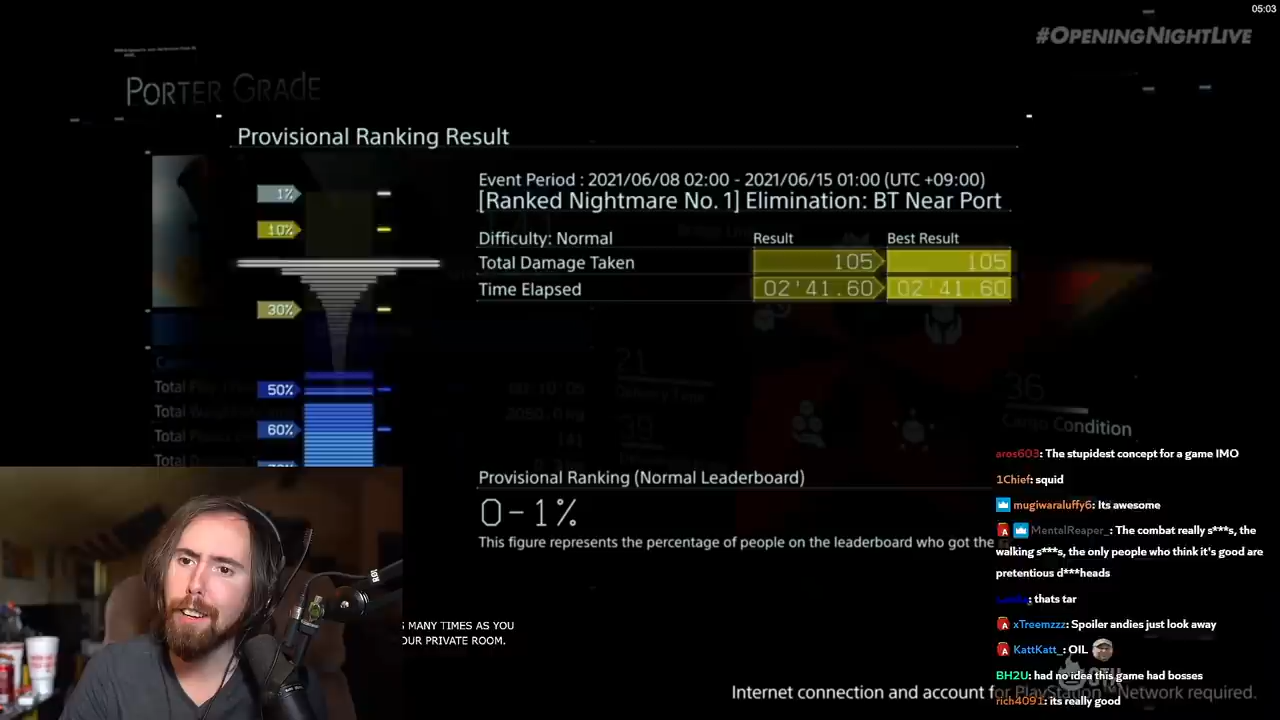 05:03
#OpeningNightLive
Porter Grade
Provisional Ranking Result
1%
10%
30%
50%
60%
Event Period : 2021/06/08 02:00 - 2021/06/15 01:00 (UTC +09:00)
[Ranked Nightmare No. 1] Elimination: BT Near Port
Difficulty: Normal
Result
Best Result
Total Damage Taken
105
105
Time Elapsed
02'41.60
02'41.60
21
Delivery Time
36
Cargo Condition
39
141
Provisional Ranking (Normal Leaderboard)
0-1%
This figure represents the percentage of people on the leaderboard who got the
MANY TIMES AS YOU
OUR PRIVATE ROOM.
Internet connection and account for PlayStation Network required.
aros603: The stupidest concept for a game IMO
1Chief: squid
mugiwaraluffy6: Its awesome
MentalReaper_: The combat really s***s, the
walking s***s, the only people who think it's good are
pretentious d***heads
: thats tar
xTreemzzz: Spoiler andies just look away
KattKatt_: OIL
BH2U: had no idea this game had bosses
rich4091: its really good